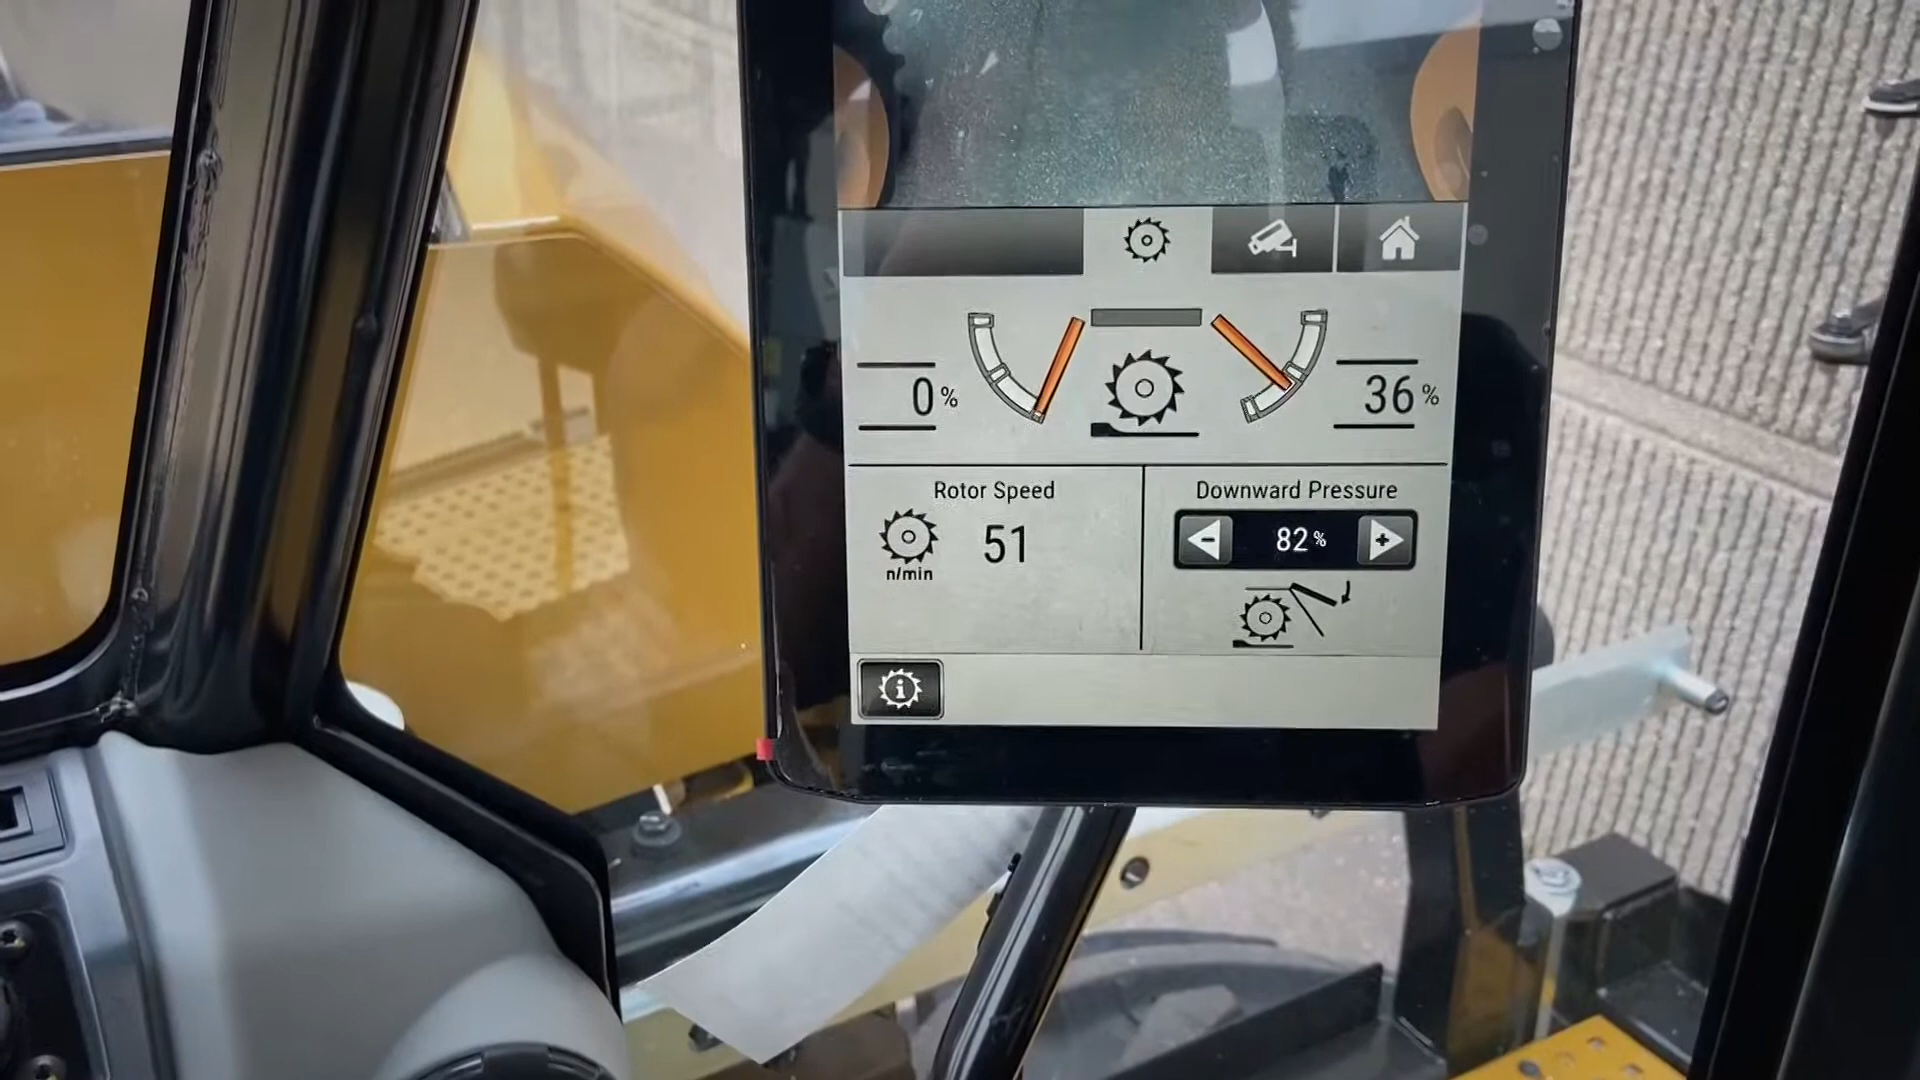 0 %
36 %
Rotor Speed
51
n/min
Downward Pressure
- 82 % +
i